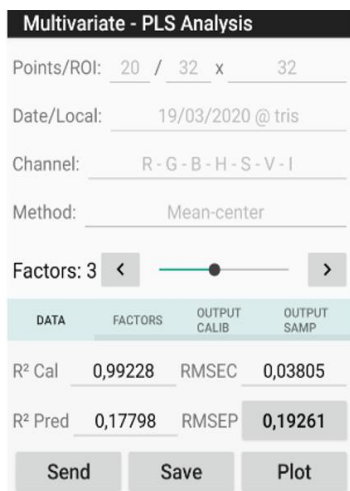 Multivariate - PLS Analysis
Points/ROI: 20 / 32 x 32
Date/Local: 19/03/2020 @ tris
Channel: R - G - B - H - S - V - I
Method: Mean-center
Factors: 3 < >
DATA FACTORS OUTPUT CALIB OUTPUT SAMP
R² Cal 0,99228 RMSEC 0,03805
R² Pred 0,17798 RMSEP 0,19261
Send Save Plot